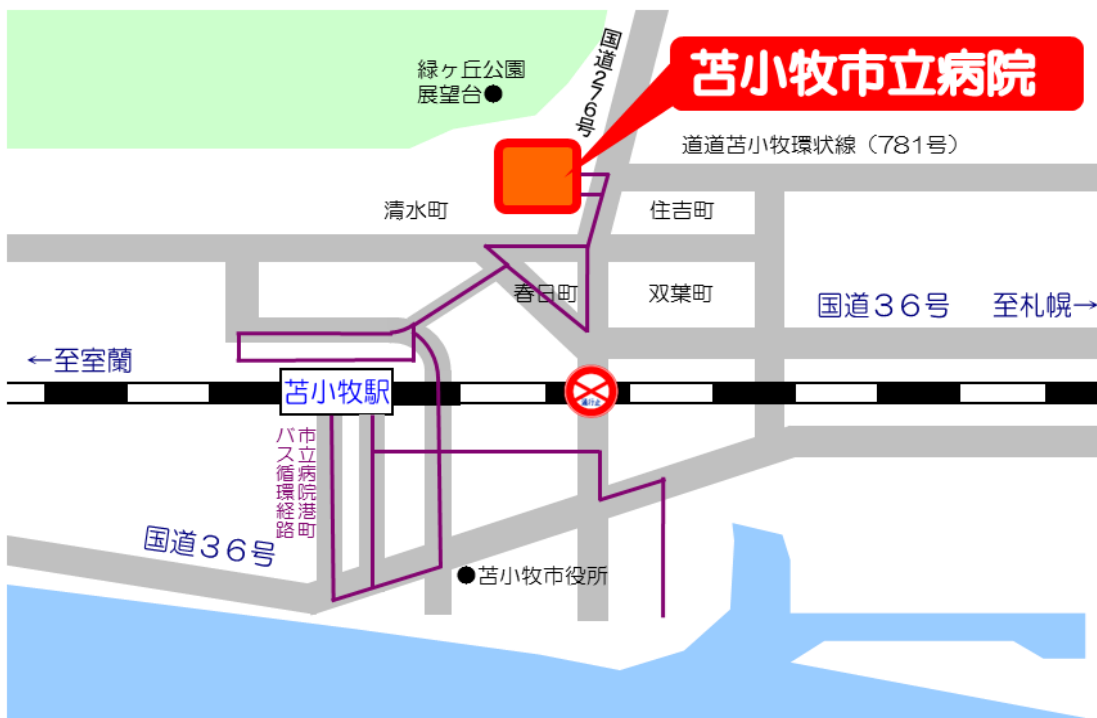 国道276号
苫小牧市立病院
緑ヶ丘公園
展望台●
道道苫小牧環状線（781号）
清水町
住吉町
春日町
双葉町
国道３６号
至札幌→
←至室蘭
苫小牧駅
通行止
市立病院港町
バス循環経路
国道３６号
●苫小牧市役所